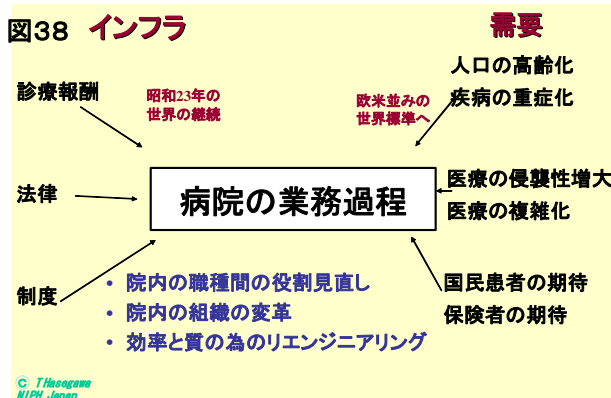 図38 インフラ
需要
診療報酬
昭和23年の
世界の継続
欧米並みの
世界標準へ
人口の高齢化
疾病の重症化
法律
病院の業務過程
医療の侵襲性増大
医療の複雑化
制度
• 院内の職種間の役割見直し
• 院内の組織の変革
• 効率と質の為のリエンジニアリング
国民患者の期待
保険者の期待
© THasegawa
NIPH Japan